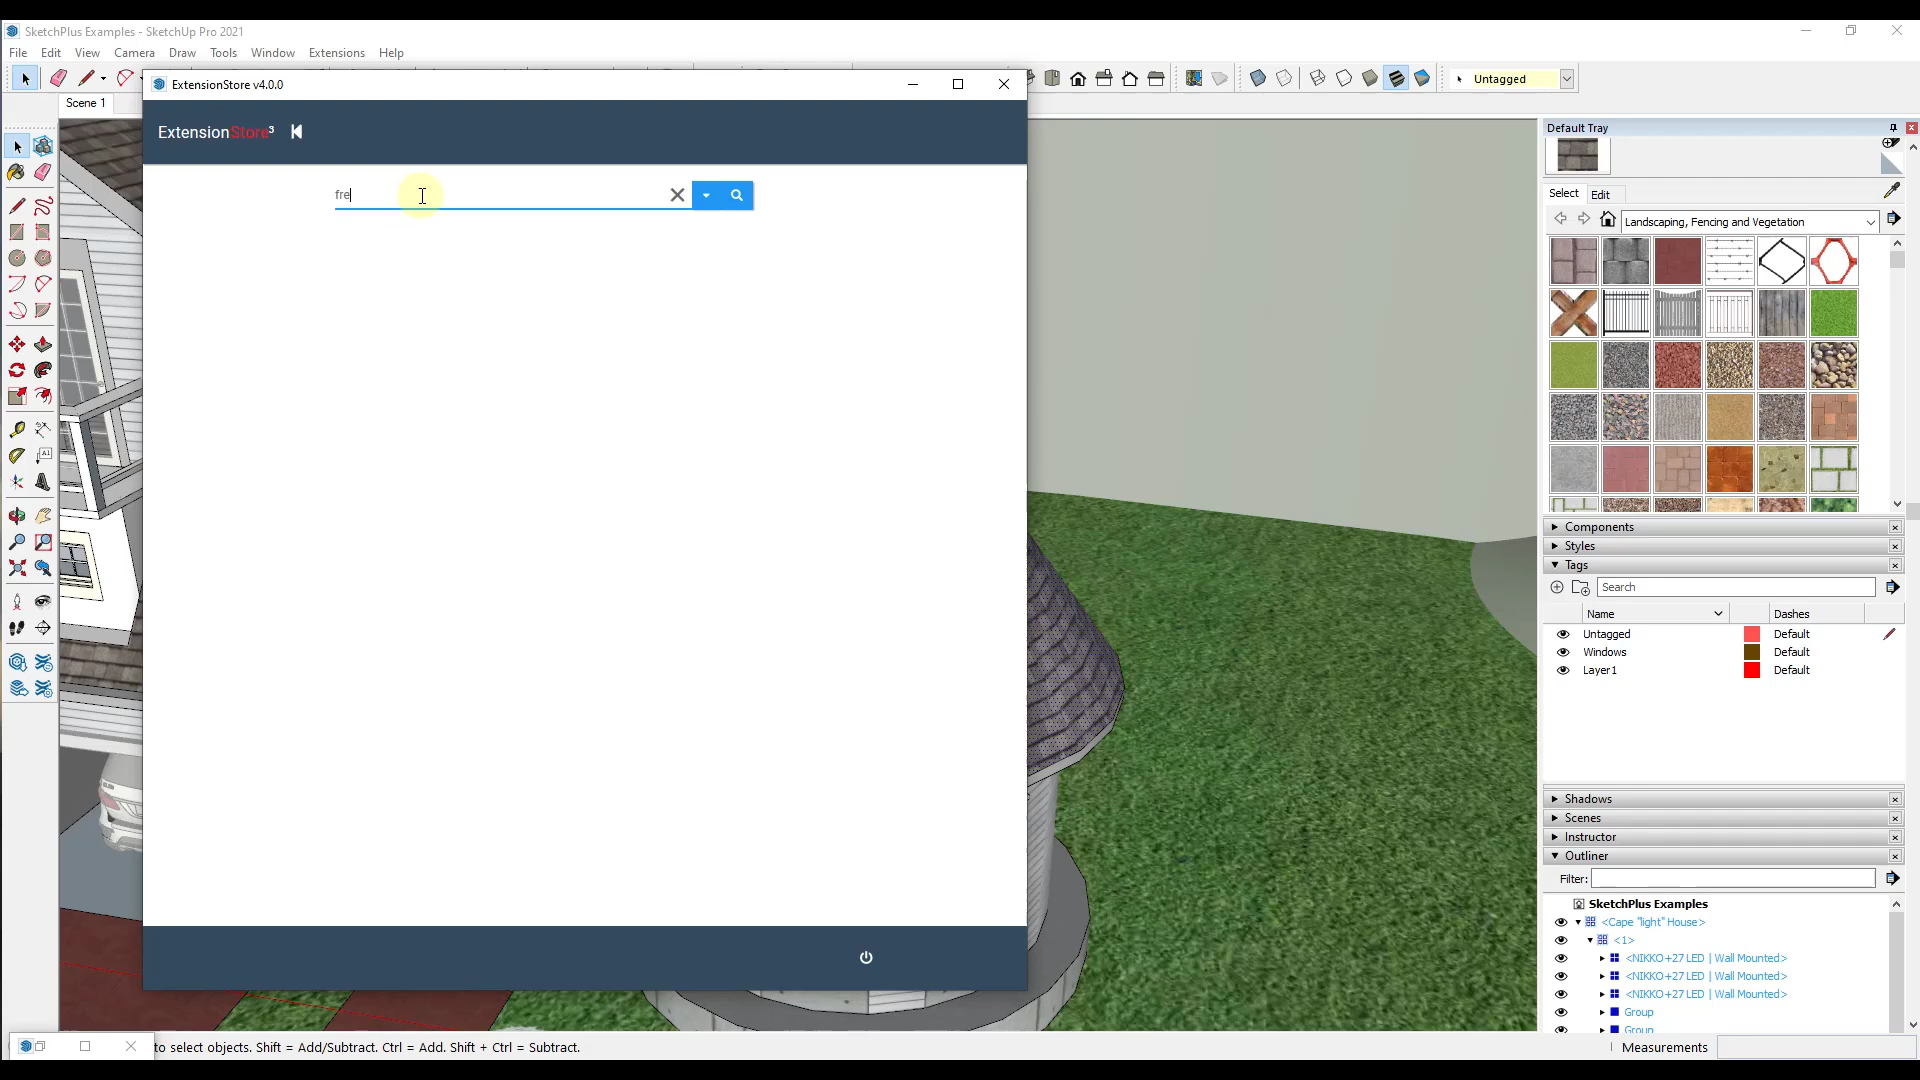 SketchPlus Examples - SketchUp Pro 2021
File Edit View Camera Draw Tools Window Extensions Help
ExtensionStore v4.0.0
Untagged
Scene 1
ExtensionStore³
fre
Default Tray
Select Edit
Landscaping, Fencing and Vegetation
Components
Styles
Tags
Search
Name Dashes
Untagged Default
Windows Default
Layer1 Default
Shadows
Scenes
Instructor
Outliner
Filter:
SketchPlus Examples
<Cape "light" House>
<1>
<NIKKO+27 LED | Wall Mounted>
<NIKKO+27 LED | Wall Mounted>
<NIKKO+27 LED | Wall Mounted>
Group
Group
to select objects. Shift = Add/Subtract. Ctrl = Add. Shift + Ctrl = Subtract.
Measurements